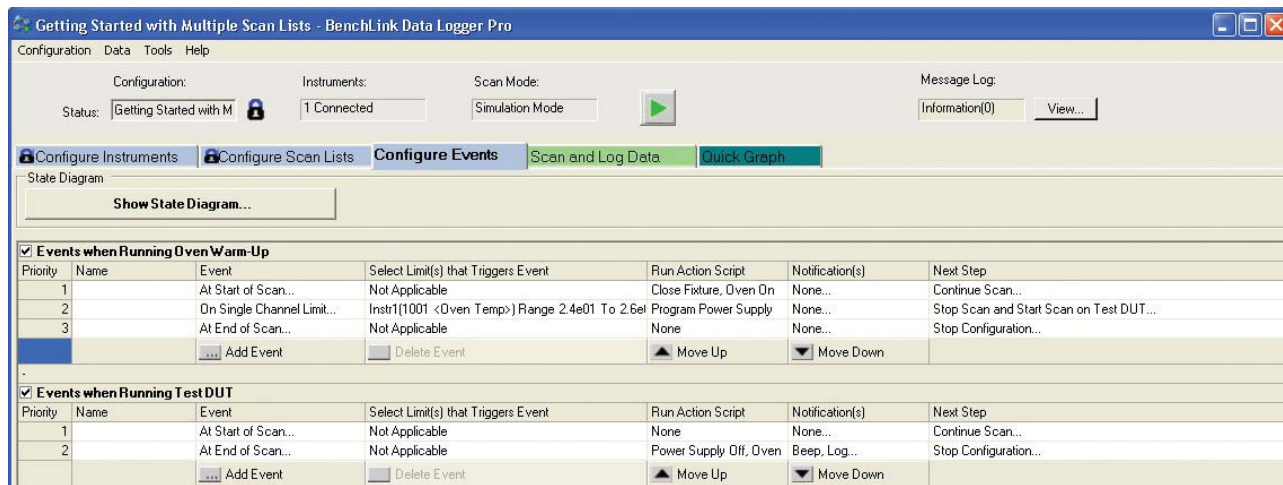 Getting Started with Multiple Scan Lists - BenchLink Data Logger Pro
Configuration Data Tools Help
Configuration: Instruments: Scan Mode: Message Log:
Status: Getting Started with M 1 Connected Simulation Mode Information(0) View...
Configure Instruments Configure Scan Lists Configure Events Scan and Log Data Quick Graph
State Diagram
Show State Diagram...
Events when Running Oven Warm-Up
Priority Name Event Select Limit(s) that Triggers Event Run Action Script Notification(s) Next Step
1 At Start of Scan... Not Applicable Close Fixture, Oven On None... Continue Scan...
2 On Single Channel Limit... Instr1(1001 <Oven Temp>) Range 2.4e01 To 2.6e Program Power Supply None... Stop Scan and Start Scan on Test DUT...
3 At End of Scan... Not Applicable None None... Stop Configuration...
... Add Event Delete Event Move Up Move Down
Events when Running Test DUT
Priority Name Event Select Limit(s) that Triggers Event Run Action Script Notification(s) Next Step
1 At Start of Scan... Not Applicable None None... Continue Scan...
2 At End of Scan... Not Applicable Power Supply Off, Oven Beep, Log... Stop Configuration...
... Add Event Delete Event Move Up Move Down